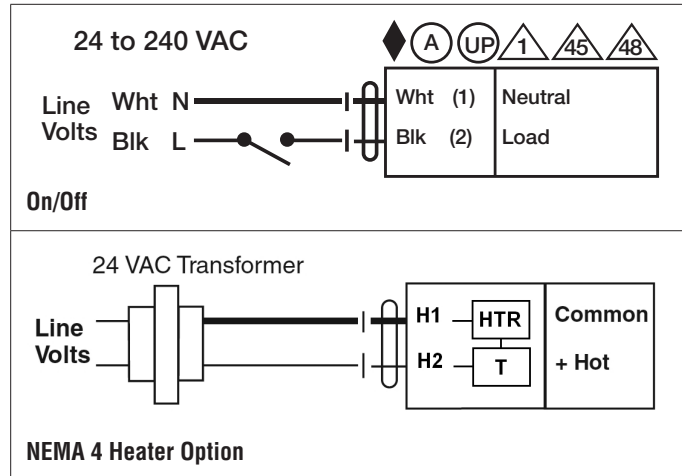 24 to 240 VAC
A UP 1 45 48
Line Volts
Wht N
Blk L
Wht (1) Neutral
Blk (2) Load
On/Off
24 VAC Transformer
Line Volts
H1 HTR Common
H2 T + Hot
NEMA 4 Heater Option